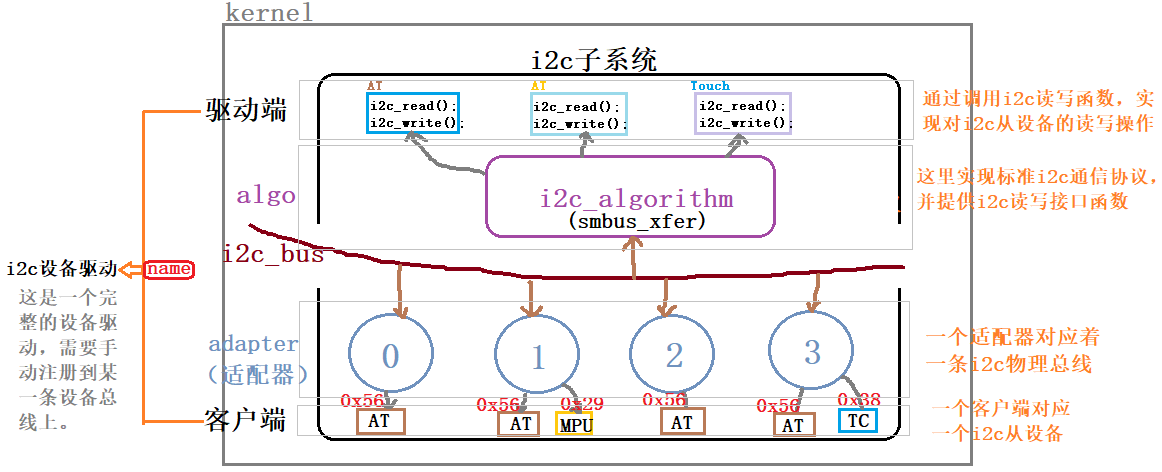 kernel
i2c子系统
AT
AT
Touch
驱动端
i2c_read();
i2c_write();
i2c_read();
i2c_write();
i2c_read();
i2c_write();
通过调用i2c读写函数，实
现对i2c从设备的读写操作
algo
i2c_algorithm
(smbus_xfer)
这里实现标准i2c通信协议，
并提供i2c读写接口函数
i2c_bus
i2c设备驱动
name
这是一个完
整的设备驱
动，需要手
动注册到某
一条设备总
线上。
adapter
（适配器）
0
1
2
3
一个适配器对应着
一条i2c物理总线
0x56
0x56
0x29
0x56
0x56
0x38
客户端
AT
AT
MPU
AT
AT
TC
一个客户端对应
一个i2c从设备